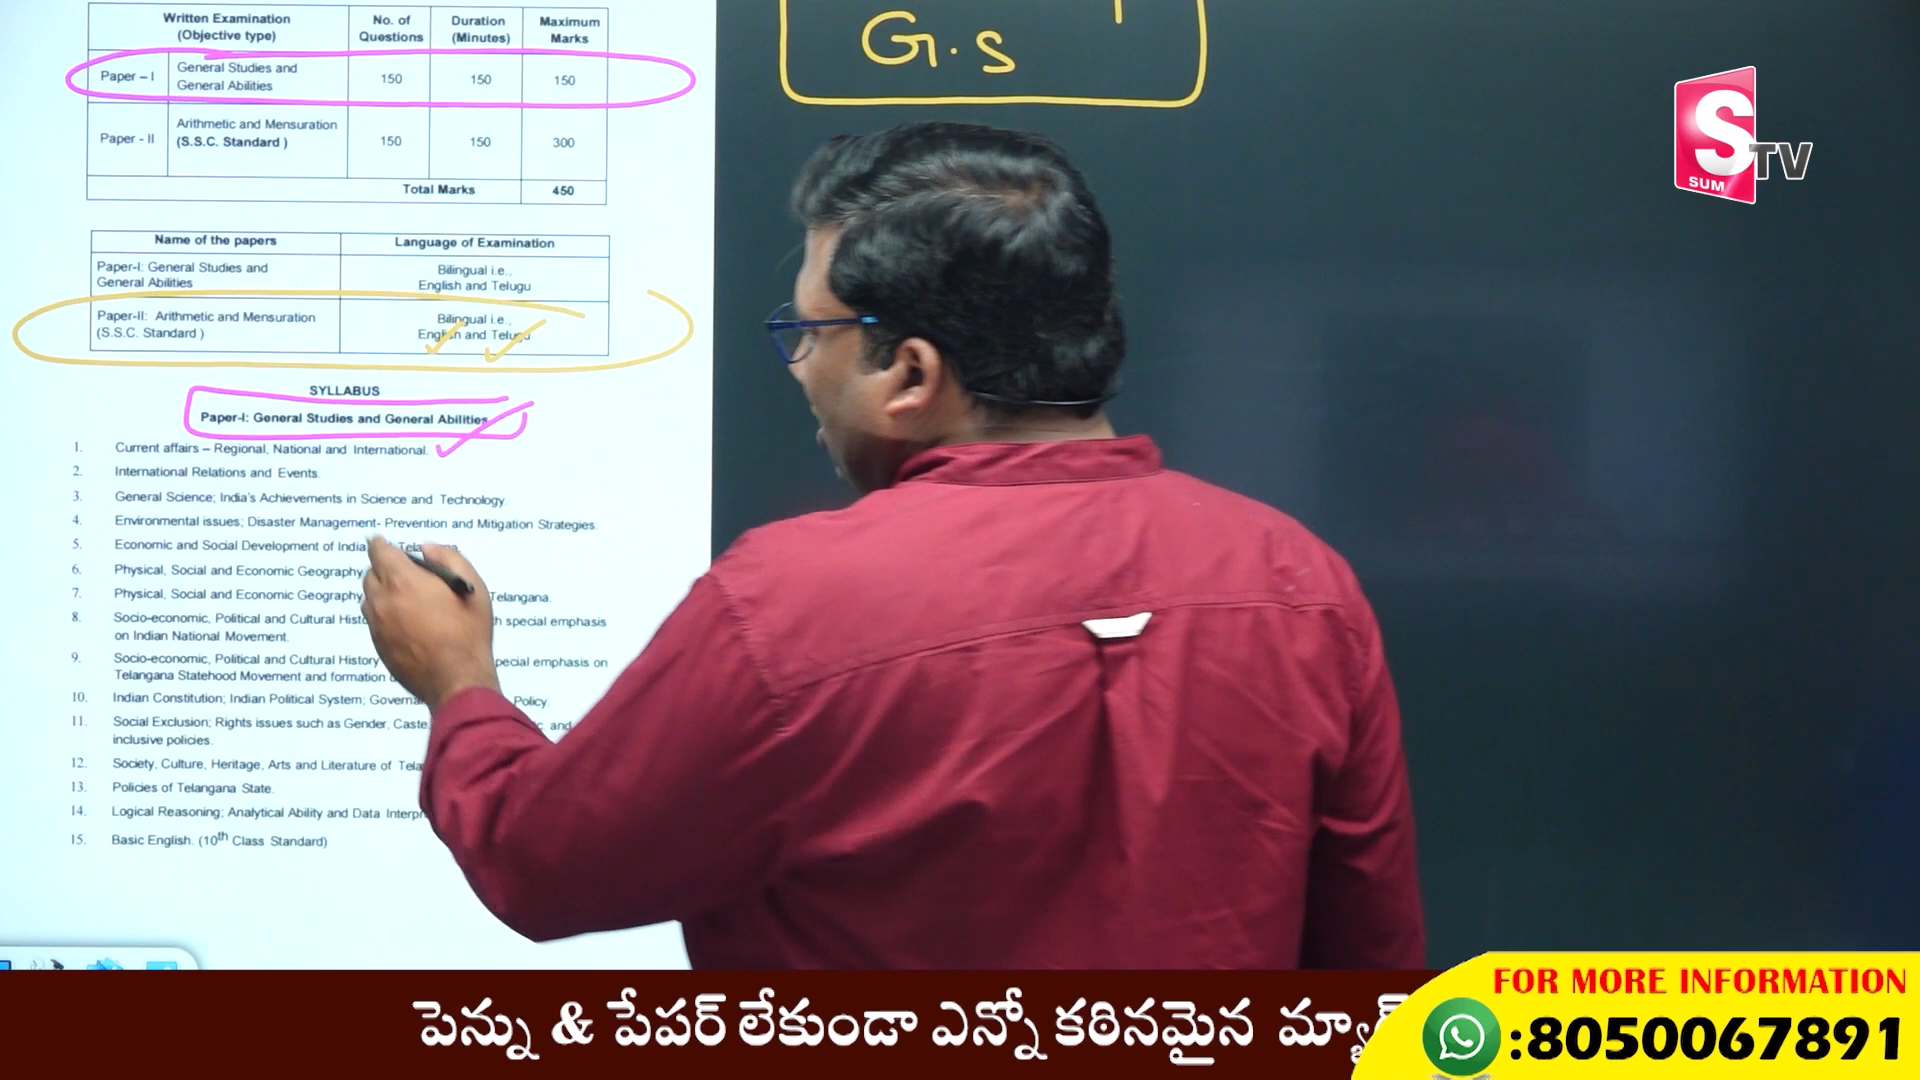 G.S
S TV
SUM
Written Examination (Objective type) No. of Questions Duration (Minutes) Maximum Marks
Paper – I General Studies and General Abilities 150 150 150
Paper - II Arithmetic and Mensuration (S.S.C. Standard ) 150 150 300
Total Marks 450
Name of the papers Language of Examination
Paper-I: General Studies and General Abilities Bilingual i.e., English and Telugu
Paper-II: Arithmetic and Mensuration (S.S.C. Standard ) Bilingual i.e., English and Telugu
SYLLABUS
Paper-I: General Studies and General Abilities
1. Current affairs – Regional, National and International.
2. International Relations and Events.
3. General Science; India's Achievements in Science and Technology.
4. Environmental issues; Disaster Management- Prevention and Mitigation Strategies.
5. Economic and Social Development of India
6. Physical, Social and Economic Geography
7. Physical, Social and Economic Geography Telangana.
8. Socio-economic, Political and Cultural special emphasis
on Indian National Movement.
9. Socio-economic, Political and Cultural History emphasis on
Telangana Statehood Movement and formation
10. Indian Constitution; Indian Political System; Policy.
11. Social Exclusion; Rights issues such as Gender, Caste, and
inclusive policies.
12. Society, Culture, Heritage, Arts and Literature of
13. Policies of Telangana State.
14. Logical Reasoning; Analytical Ability and Data
15. Basic English. (10th Class Standard)
పెన్ను & పేపర్ లేకుండా ఎన్నో కఠినమైన
FOR MORE INFORMATION
:8050067891